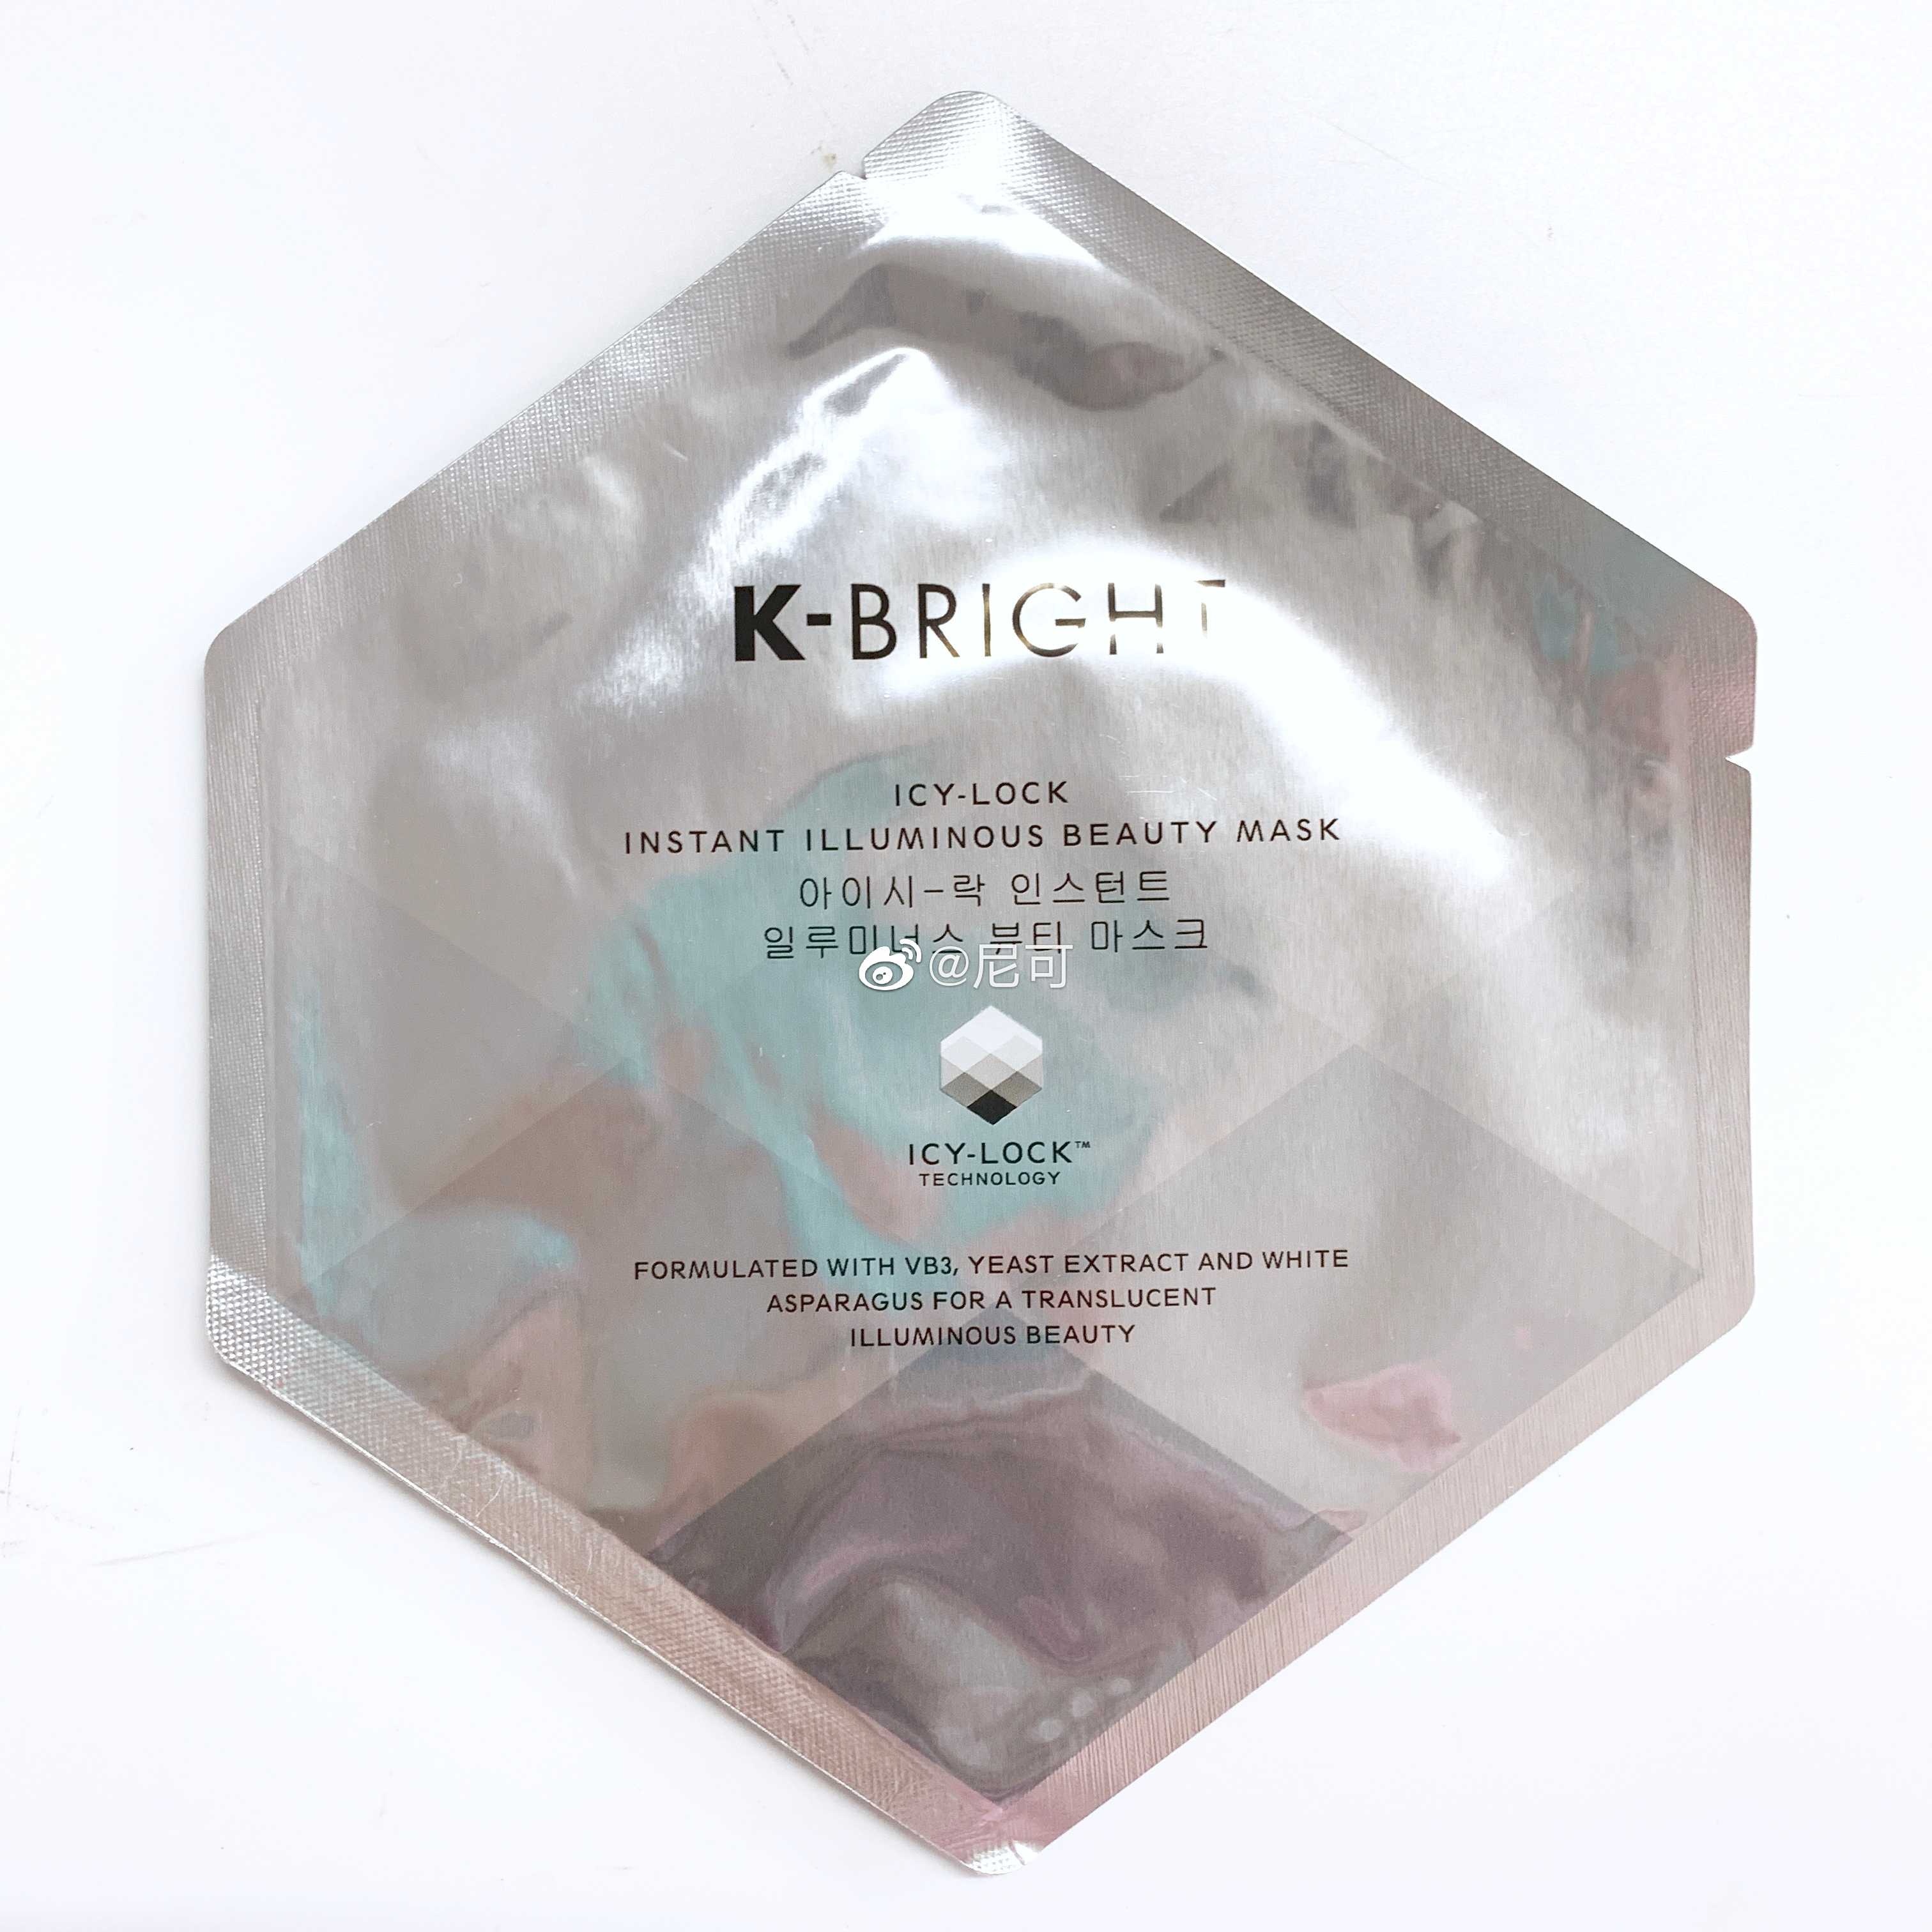 K-BRIGHT
ICY-LOCK
INSTANT ILLUMINOUS BEAUTY MASK
아이시-락 인스턴트
일루미너스 뷰티 마스크
@尼可
ICY-LOCK™
TECHNOLOGY
FORMULATED WITH VB3, YEAST EXTRACT AND WHITE
ASPARAGUS FOR A TRANSLUCENT
ILLUMINOUS BEAUTY